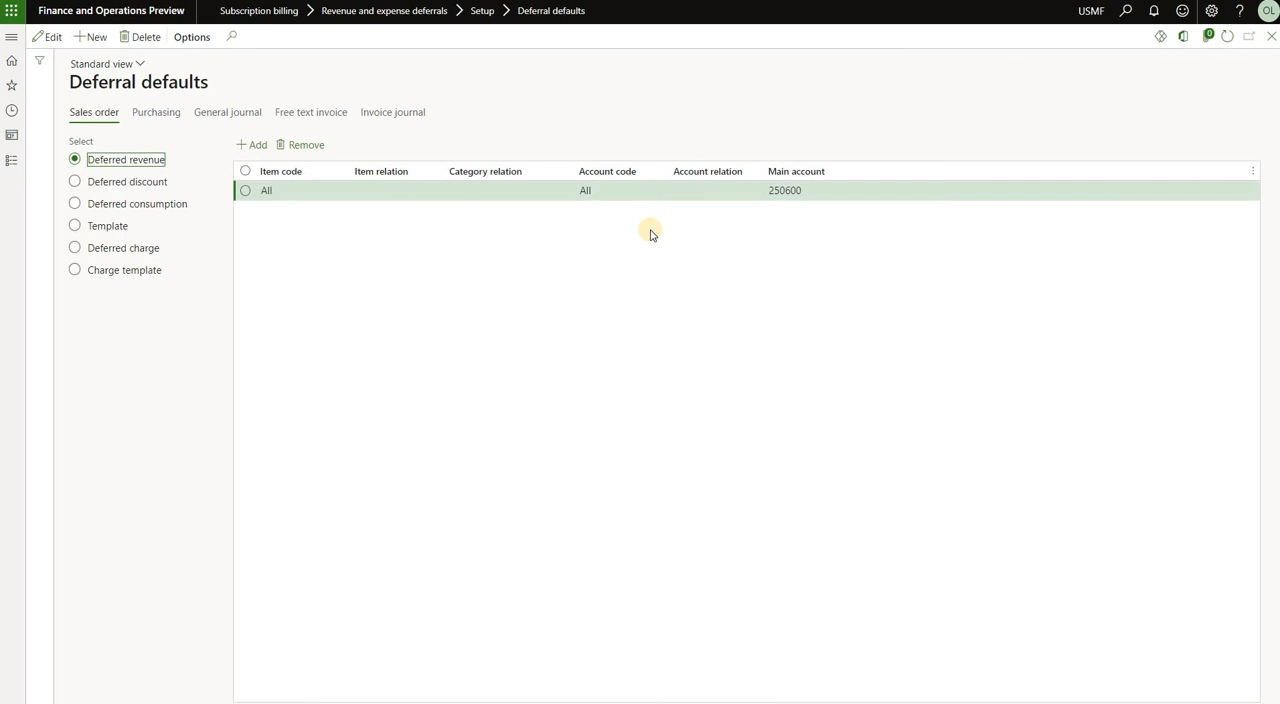 Finance and Operations Preview
Subscription billing > Revenue and expense deferrals > Setup > Deferral defaults
USMF
OL
Edit + New Delete Options
0
Standard view
Deferral defaults
Sales order Purchasing General journal Free text invoice Invoice journal
Select
+ Add Remove
Deferred revenue
Deferred discount
Deferred consumption
Template
Deferred charge
Charge template
Item code Item relation Category relation Account code Account relation Main account
All All 250600